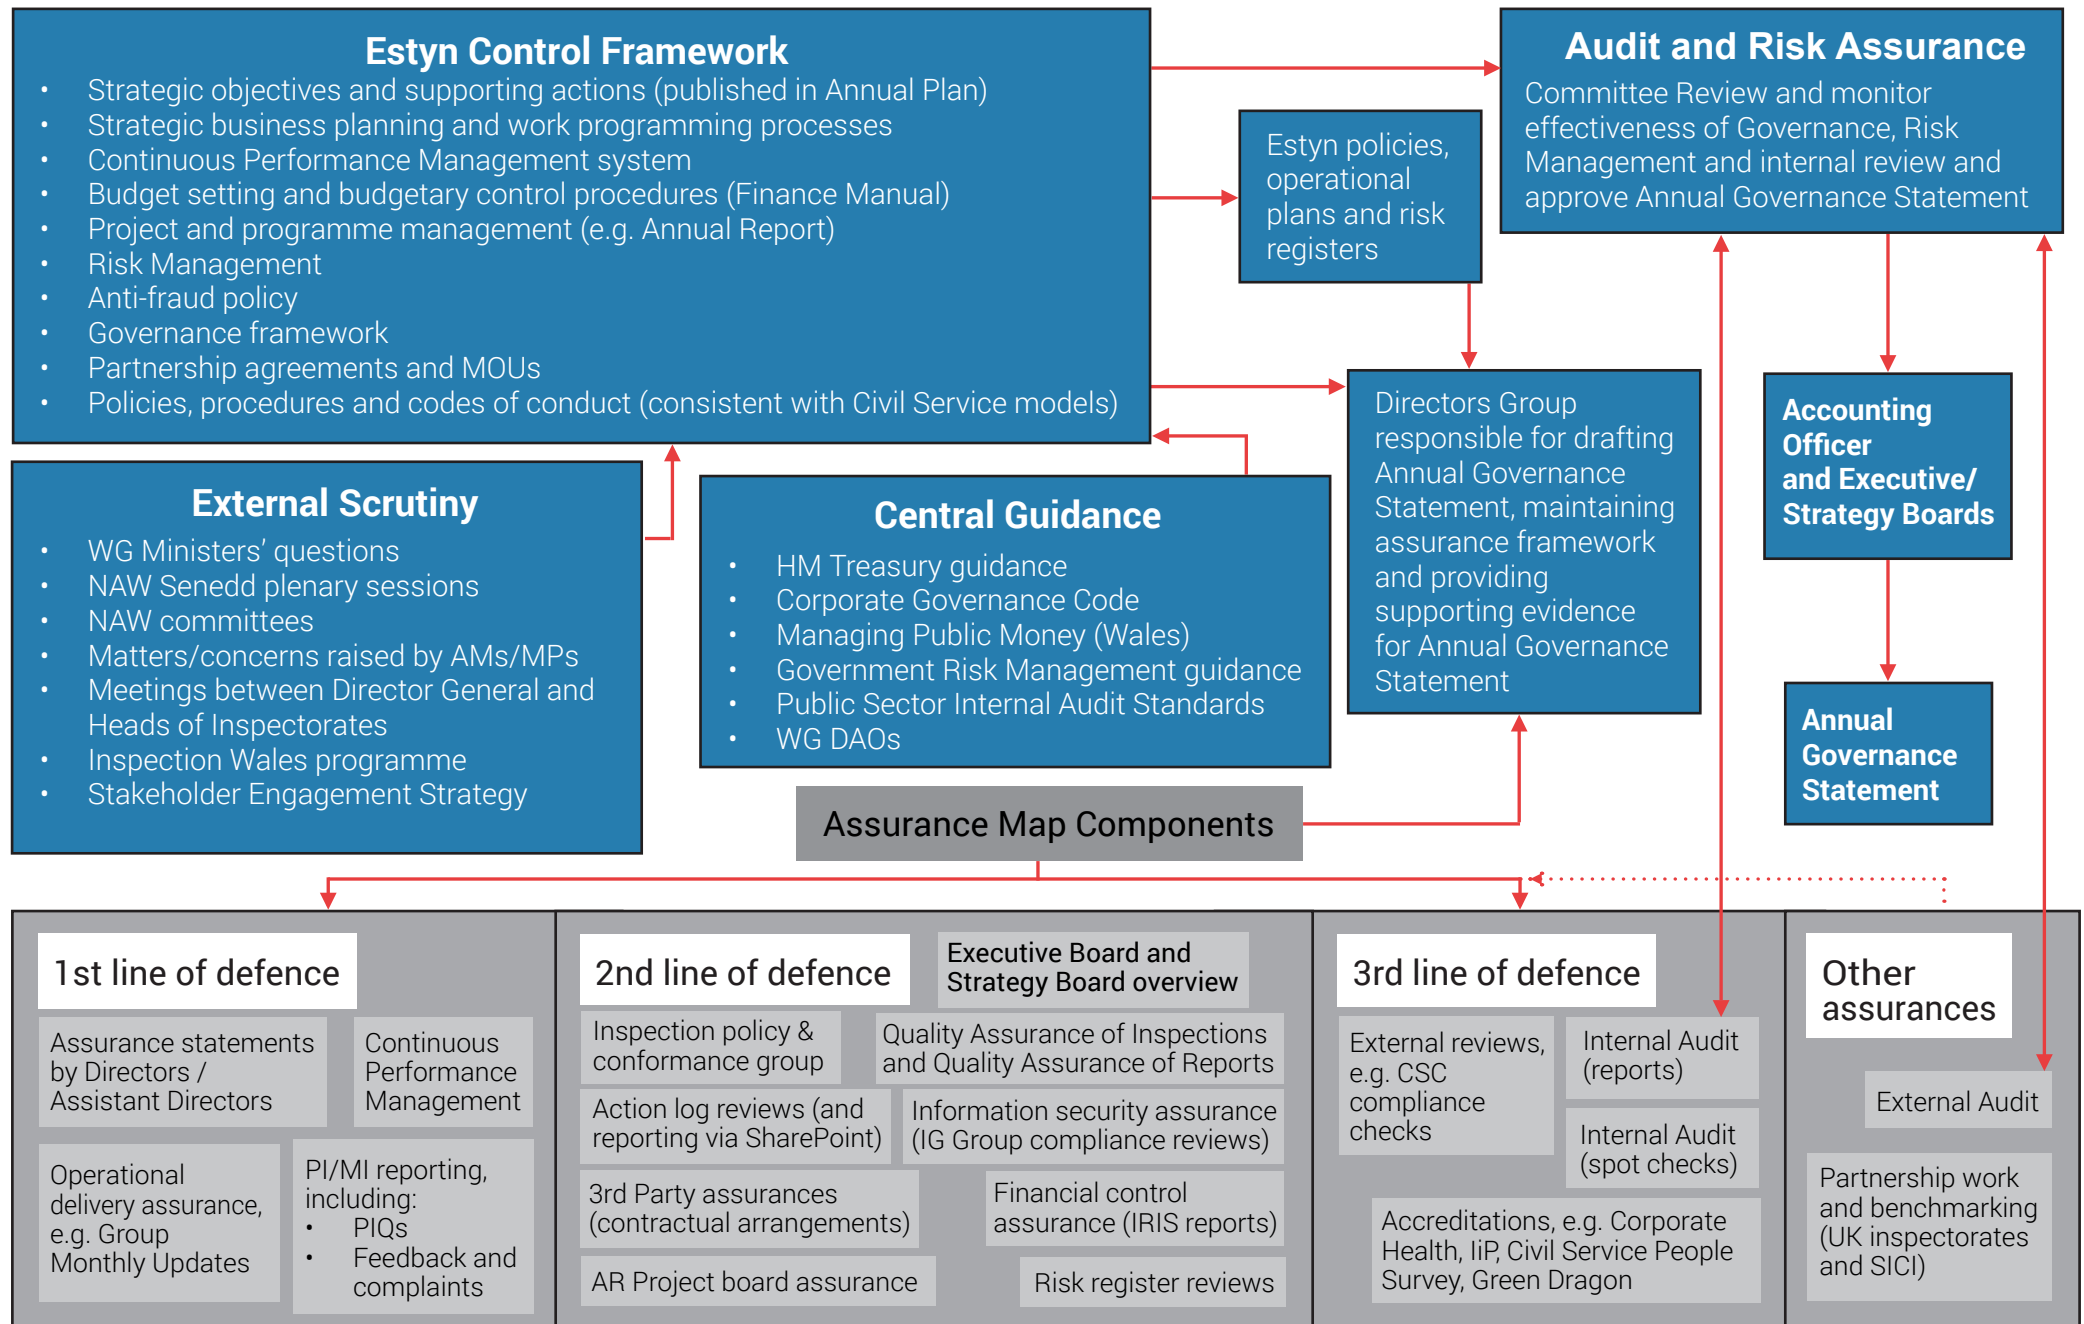 Estyn Control Framework
• Strategic objectives and supporting actions (published in Annual Plan)
• Strategic business planning and work programming processes
• Continuous Performance Management system
• Budget setting and budgetary control procedures (Finance Manual)
• Project and programme management (e.g. Annual Report)
• Risk Management
• Anti-fraud policy
• Governance framework
• Partnership agreements and MOUs
• Policies, procedures and codes of conduct (consistent with Civil Service models)
Estyn policies,
operational
plans and risk
registers
Audit and Risk Assurance
Committee Review and monitor
effectiveness of Governance, Risk
Management and internal review and
approve Annual Governance Statement
External Scrutiny
• WG Ministers’ questions
• NAW Senedd plenary sessions
• NAW committees
• Matters/concerns raised by AMs/MPs
• Meetings between Director General and
Heads of Inspectorates
• Inspection Wales programme
• Stakeholder Engagement Strategy
Central Guidance
• HM Treasury guidance
• Corporate Governance Code
• Managing Public Money (Wales)
• Government Risk Management guidance
• Public Sector Internal Audit Standards
• WG DAOs
Directors Group
responsible for drafting
Annual Governance
Statement, maintaining
assurance framework
and providing
supporting evidence
for Annual Governance
Statement
Accounting
Officer
and Executive/
Strategy Boards
Annual
Governance
Statement
Assurance Map Components
1st line of defence
Assurance statements
by Directors /
Assistant Directors
Continuous
Performance
Management
Operational
delivery assurance,
e.g. Group
Monthly Updates
PI/MI reporting,
including:
• PIQs
• Feedback and
complaints
2nd line of defence
Executive Board and
Strategy Board overview
Inspection policy &
conformance group
Quality Assurance of Inspections
and Quality Assurance of Reports
Action log reviews (and
reporting via SharePoint)
Information security assurance
(IG Group compliance reviews)
3rd Party assurances
(contractual arrangements)
Financial control
assurance (IRIS reports)
AR Project board assurance
Risk register reviews
3rd line of defence
External reviews,
e.g. CSC
compliance
checks
Internal Audit
(reports)
Internal Audit
(spot checks)
Accreditations, e.g. Corporate
Health, IiP, Civil Service People
Survey, Green Dragon
Other
assurances
External Audit
Partnership work
and benchmarking
(UK inspectorates
and SICI)